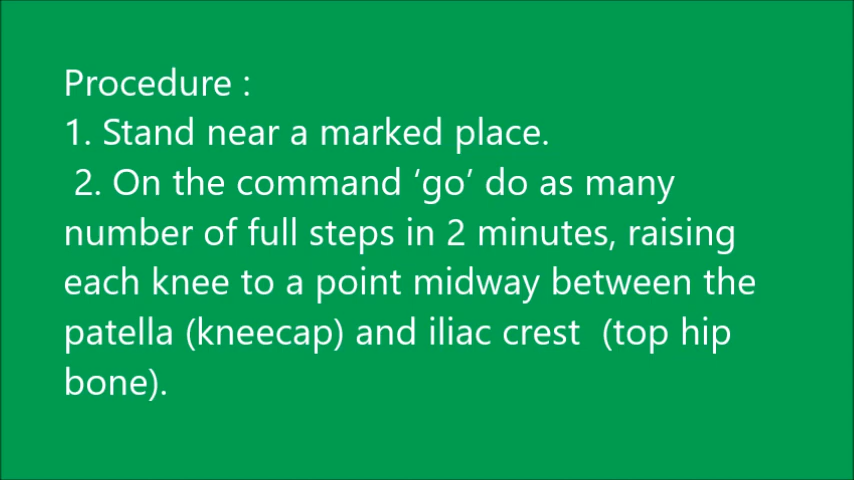 Procedure :
1. Stand near a marked place.
2. On the command ‘go’ do as many
number of full steps in 2 minutes, raising
each knee to a point midway between the
patella (kneecap) and iliac crest  (top hip
bone).